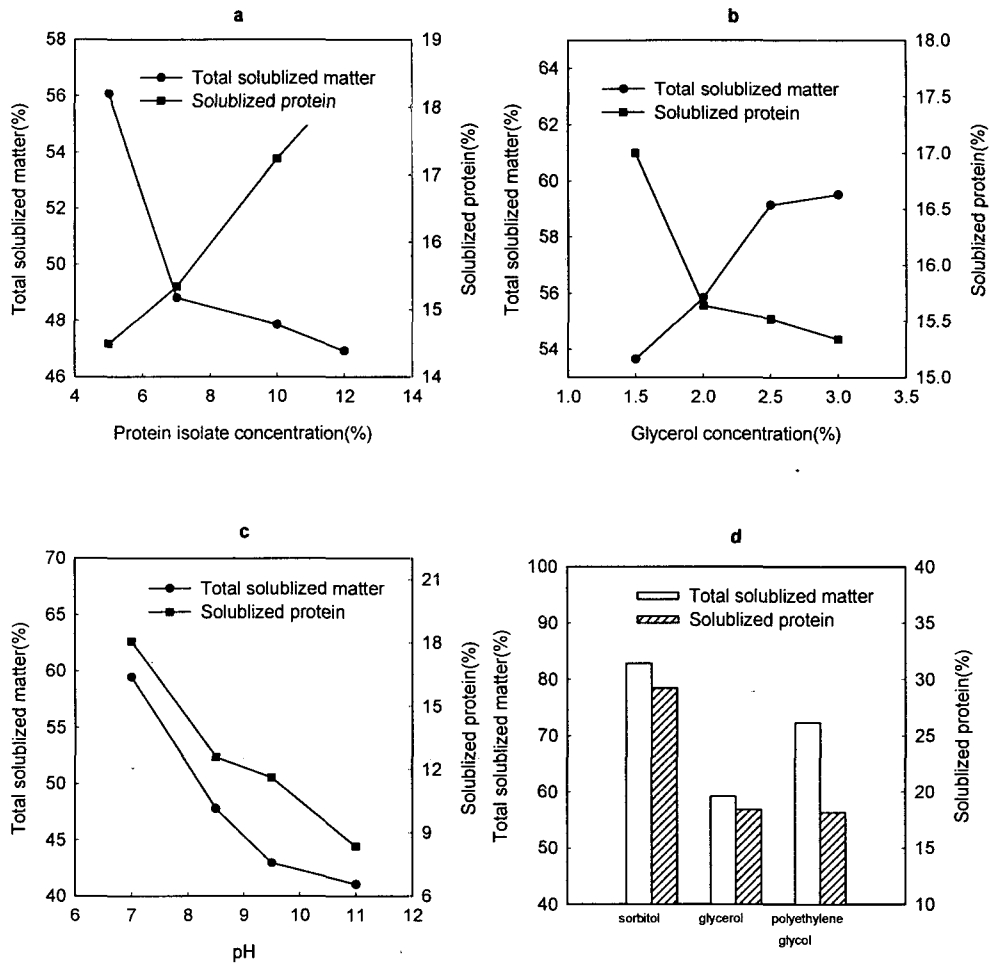 a
58
56
54
52
50
48
46
19
18
17
16
15
14
Total solublized matter
Solublized protein
Total solublized matter(%)
Solublized protein(%)
4
6
8
10
12
14
Protein isolate concentration(%)
b
64
62
60
58
56
54
18.0
17.5
17.0
16.5
16.0
15.5
15.0
Total solublized matter
Solublized protein
Total solublized matter(%)
Solublized protein(%)
1.0
1.5
2.0
2.5
3.0
3.5
Glycerol concentration(%)
c
70
65
60
55
50
45
40
21
18
15
12
9
6
Total solublized matter
Solublized protein
Total solublized matter(%)
Solublized protein(%)
6
7
8
9
10
11
12
pH
d
100
90
80
70
60
50
40
40
35
30
25
20
15
10
Total solublized matter
Solublized protein
Total solublized matter(%)
Solublized protein(%)
sorbitol
glycerol
polyethylene
glycol